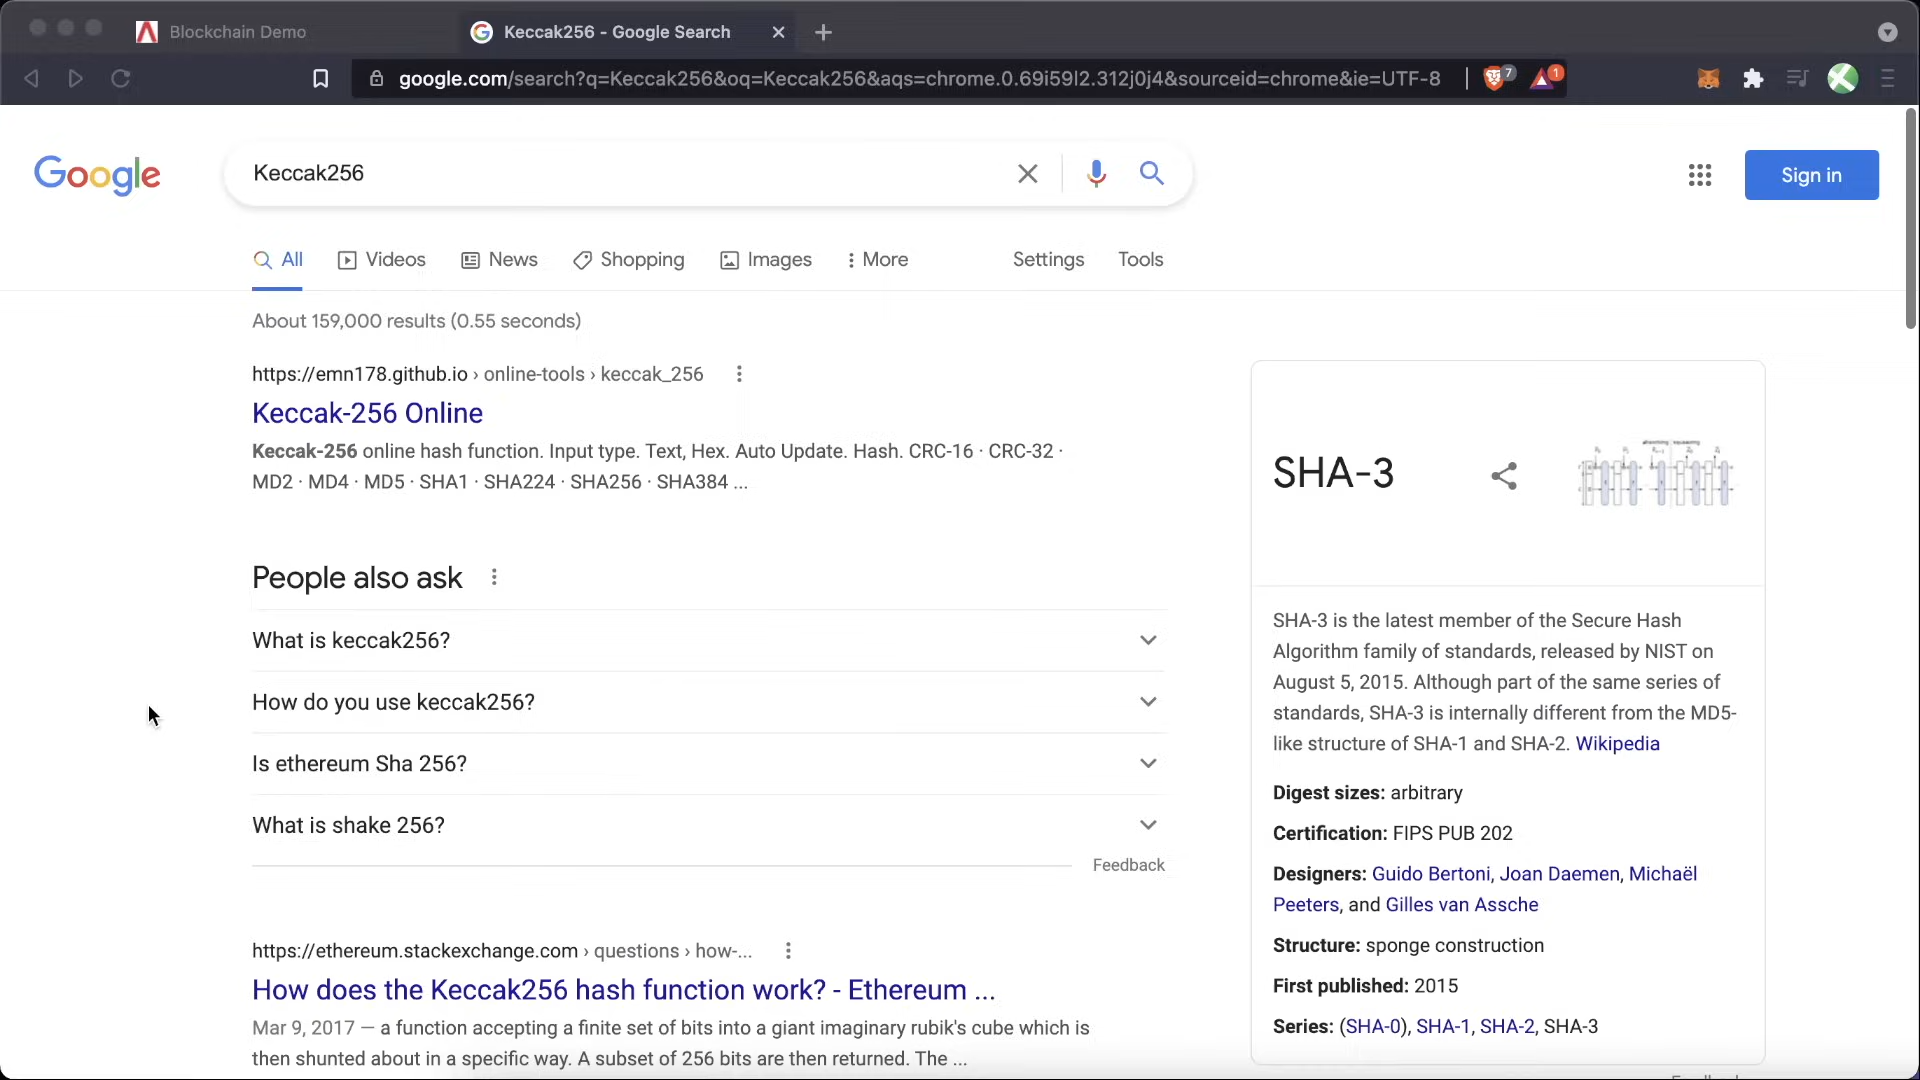 Blockchain Demo
Keccak256 - Google Search
google.com/search?q=Keccak256&oq=Keccak256&aqs=chrome.0.69i59l2.312j0j4&sourceid=chrome&ie=UTF-8
7
1
Google
Keccak256
Sign in
All
Videos
News
Shopping
Images
More
Settings
Tools
About 159,000 results (0.55 seconds)
https://emn178.github.io › online-tools › keccak_256
Keccak-256 Online
Keccak-256 online hash function. Input type. Text, Hex. Auto Update. Hash. CRC-16 · CRC-32 ·
MD2 · MD4 · MD5 · SHA1 · SHA224 · SHA256 · SHA384 ...
People also ask
What is keccak256?
How do you use keccak256?
Is ethereum Sha 256?
What is shake 256?
Feedback
https://ethereum.stackexchange.com › questions › how-...
How does the Keccak256 hash function work? - Ethereum ...
Mar 9, 2017 — a function accepting a finite set of bits into a giant imaginary rubik's cube which is
then shunted about in a specific way. A subset of 256 bits are then returned. The ...
SHA-3
SHA-3 is the latest member of the Secure Hash
Algorithm family of standards, released by NIST on
August 5, 2015. Although part of the same series of
standards, SHA-3 is internally different from the MD5-
like structure of SHA-1 and SHA-2. Wikipedia
Digest sizes: arbitrary
Certification: FIPS PUB 202
Designers: Guido Bertoni, Joan Daemen, Michaël
Peeters, and Gilles van Assche
Structure: sponge construction
First published: 2015
Series: (SHA-0), SHA-1, SHA-2, SHA-3